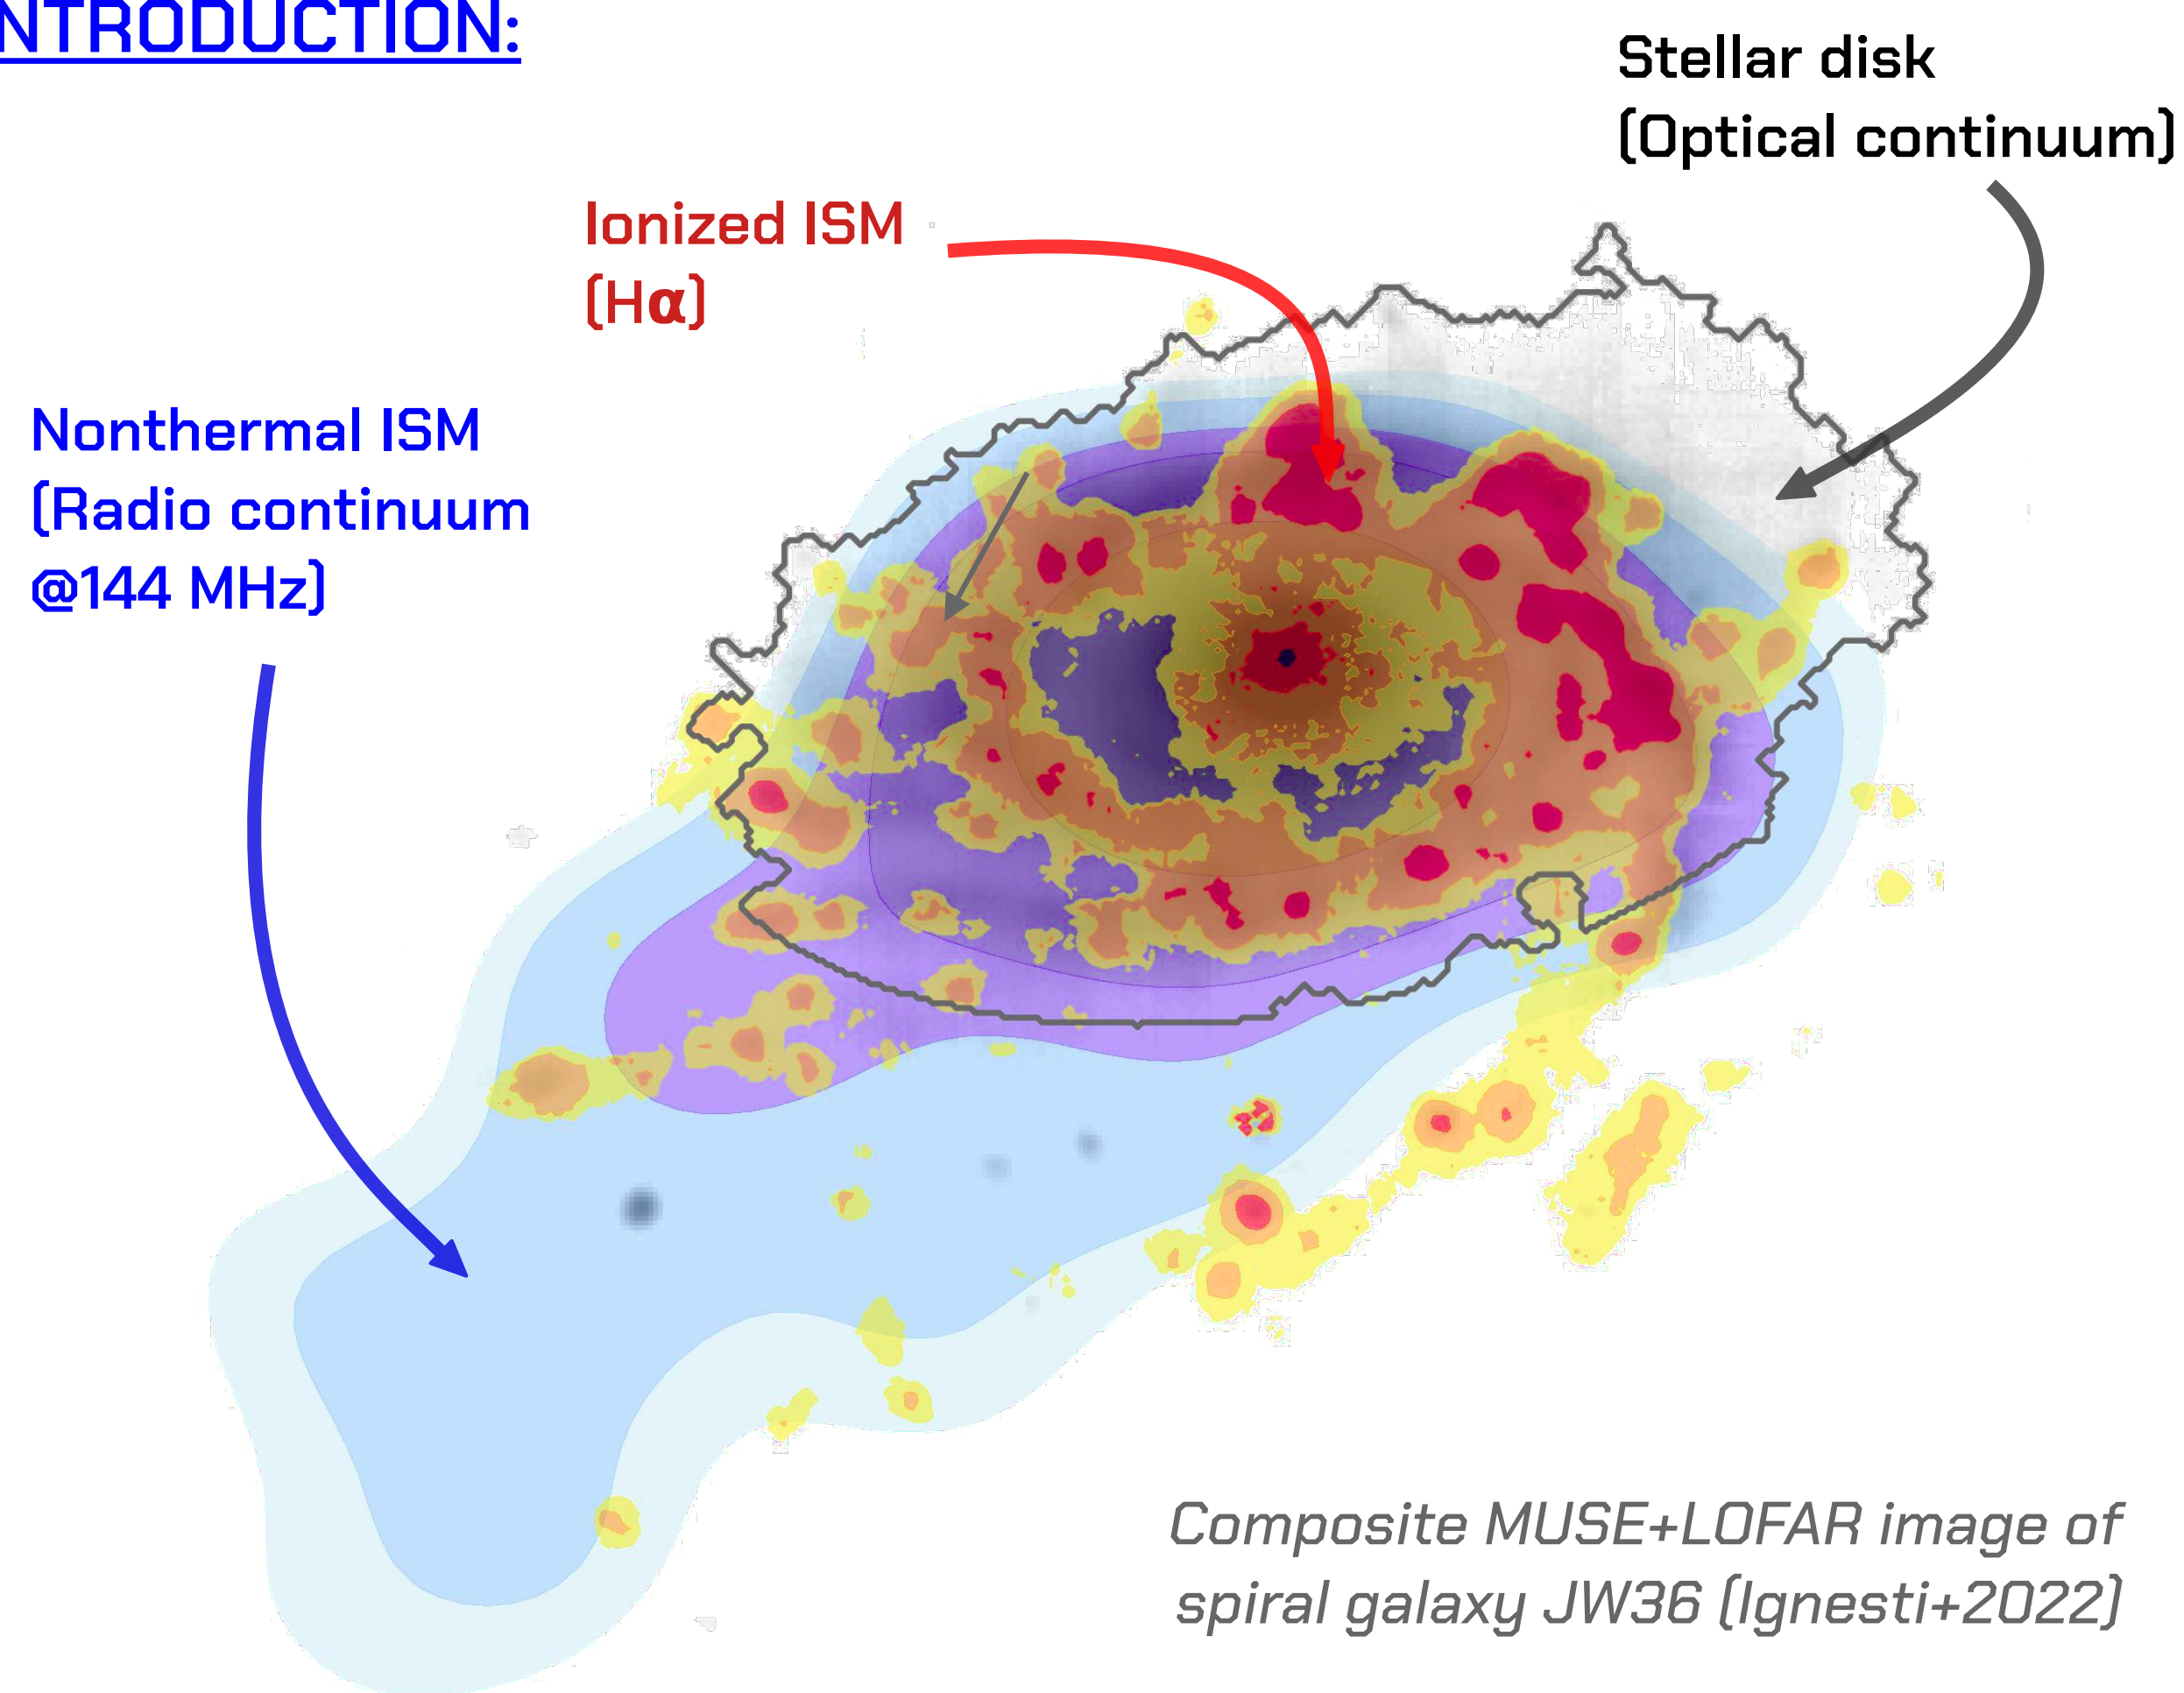 NTRODUCTION:
Stellar disk
(Optical continuum)
Ionized ISM
(Hα)
Nonthermal ISM
(Radio continuum
@144 MHz)
Composite MUSE+LOFAR image of
spiral galaxy JW36 (Ignesti+2022)